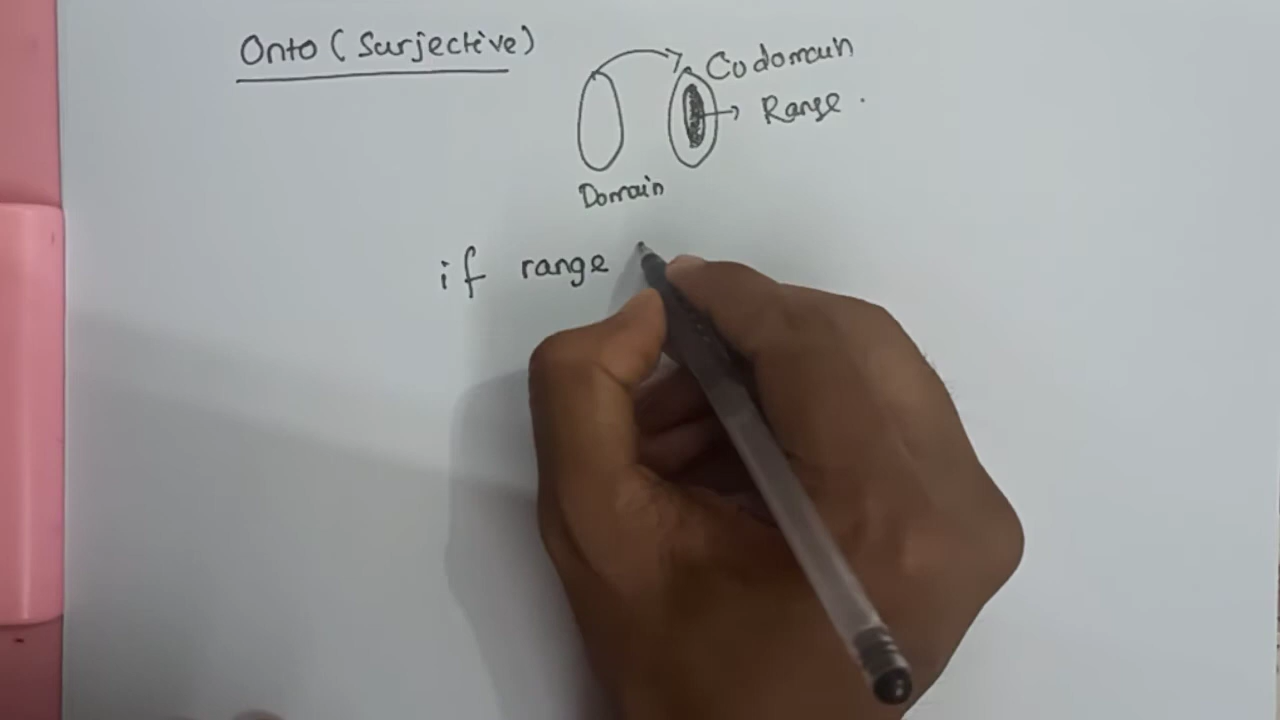 Onto (Surjective)
Codomain
Range.
Domain
if range